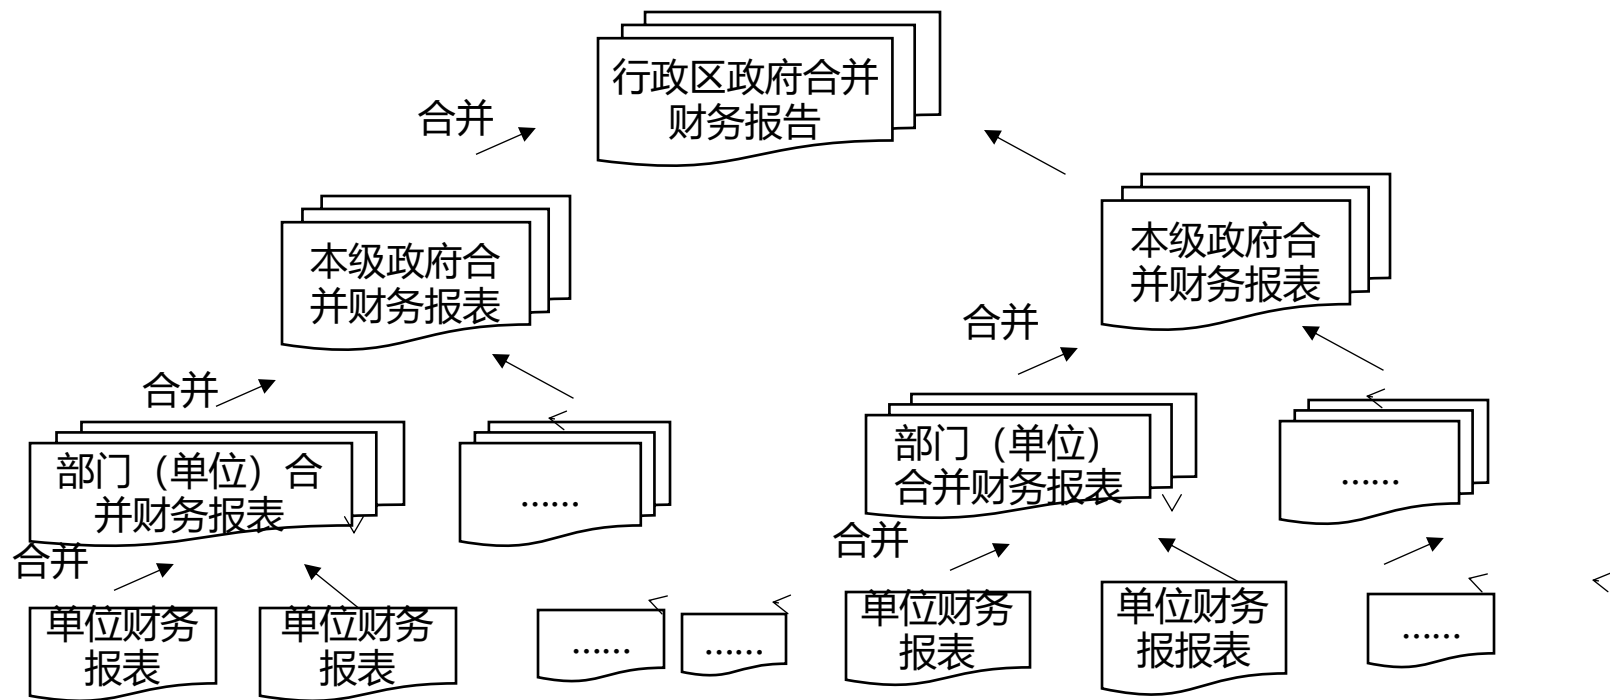 行政区政府合并
财务报告
合并
本级政府合
并财务报表
本级政府合
并财务报表
合并
合并
部门（单位）合
并财务报表
......
部门（单位）
合并财务报表
......
合并
合并
单位财务
报表
单位财务
报表
......
......
单位财务
报表
单位财务
报报表
......